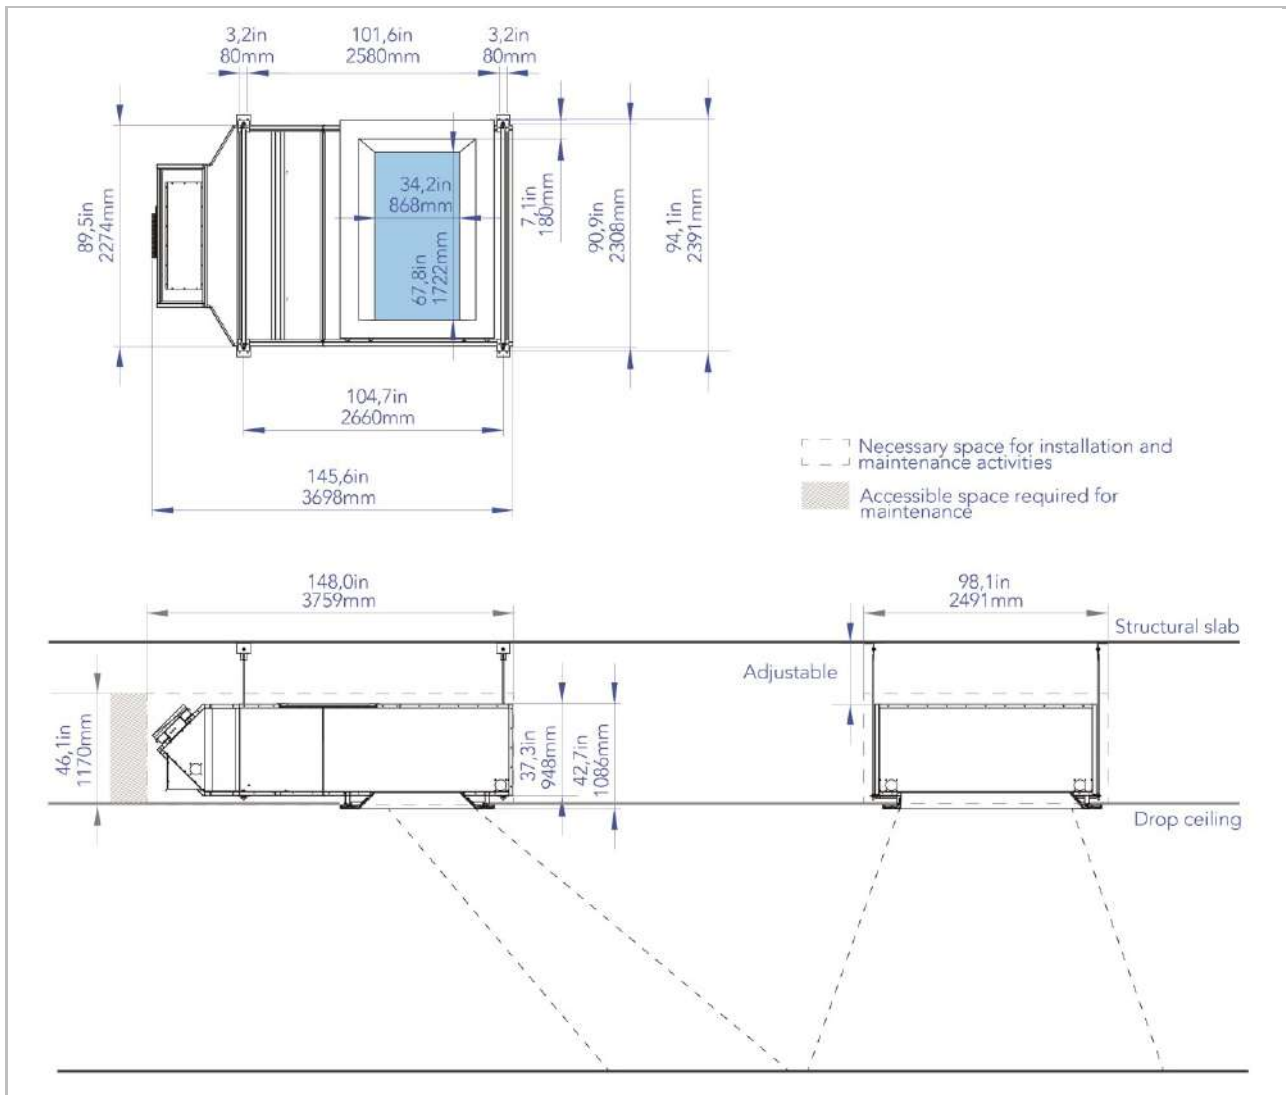 3,2in
80mm
101,6in
2580mm
3,2in
80mm
89,5in
2274mm
34,2in
868mm
67,8in
1722mm
7,1in
180mm
90,9in
2308mm
94,1in
2391mm
104,7in
2660mm
145,6in
3698mm
Necessary space for installation and
maintenance activities
Accessible space required for
maintenance
148,0in
3759mm
98,1in
2491mm
Structural slab
Adjustable
46,1in
1170mm
37,3in
948mm
42,7in
1086mm
Drop ceiling